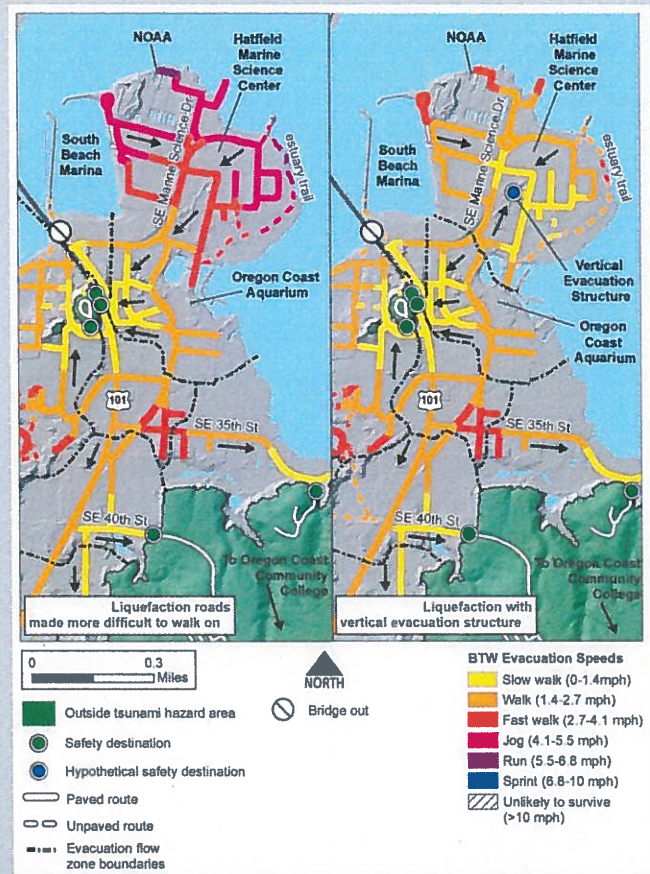 NOAA
Hatfield
Marine
Science
Center
SE Marine Science Dr
South
Beach
Marina
estuary trail
Oregon Coast
Aquarium
101
SE 35th St
SE 40th St
To Oregon Coast
Community
College
Liquefaction roads
made more difficult to walk on
NOAA
Hatfield
Marine
Science
Center
SE Marine Science Dr
South
Beach
Marina
estuary trail
Vertical
Evacuation
Structure
Oregon
Coast
Aquarium
101
SE 35th St
SE 40th St
To Oregon Coast
Community
College
Liquefaction with
vertical evacuation structure
0 0.3
Miles
NORTH
Outside tsunami hazard area
Safety destination
Hypothetical safety destination
Paved route
Unpaved route
Evacuation flow
zone boundaries
Bridge out
BTW Evacuation Speeds
Slow walk (0-1.4mph)
Walk (1.4-2.7 mph)
Fast walk (2.7-4.1 mph)
Jog (4.1-5.5 mph)
Run (5.5-6.8 mph)
Sprint (6.8-10 mph)
Unlikely to survive
(>10 mph)